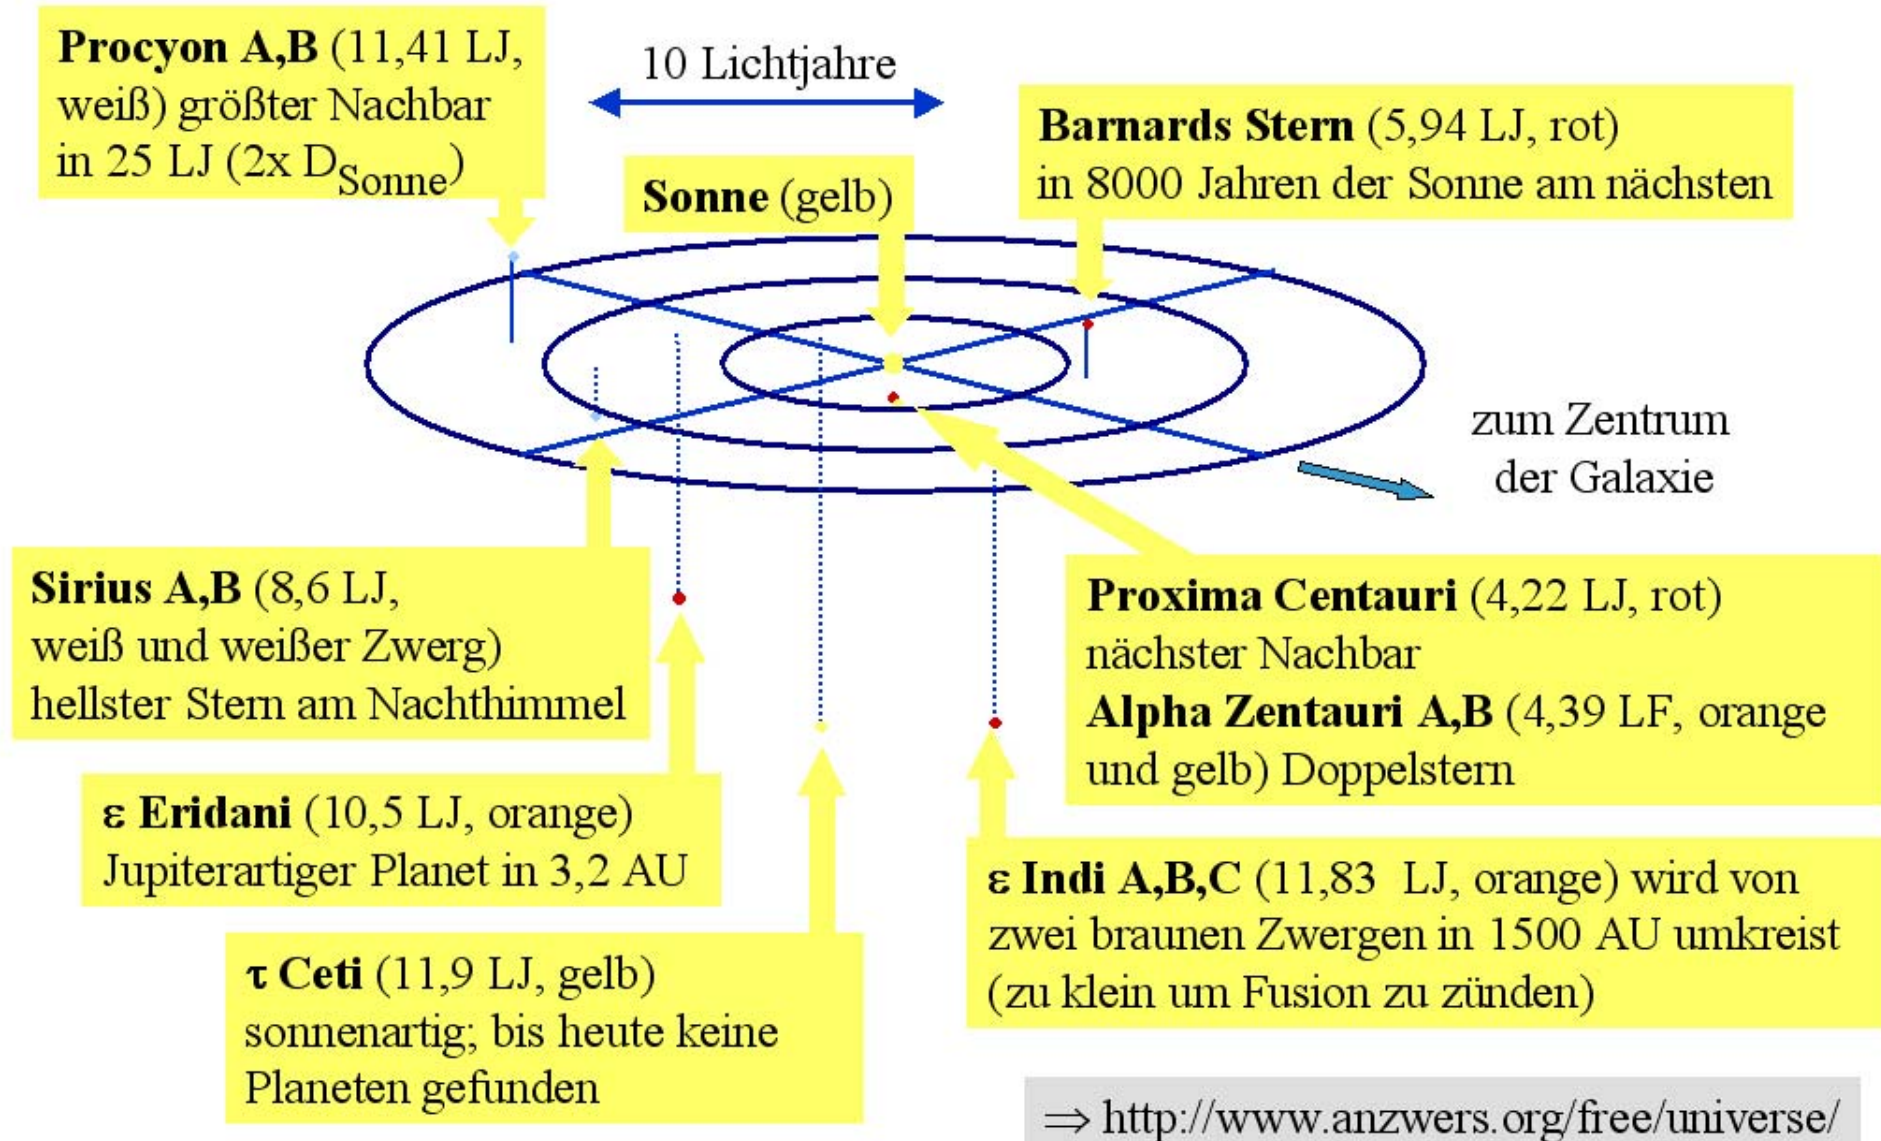 Procyon A,B (11,41 LJ,
weiß) größter Nachbar
in 25 LJ (2x D_Sonne)
10 Lichtjahre
Sonne (gelb)
Barnards Stern (5,94 LJ, rot)
in 8000 Jahren der Sonne am nächsten
zum Zentrum
der Galaxie
Sirius A,B (8,6 LJ,
weiß und weißer Zwerg)
hellster Stern am Nachthimmel
Proxima Centauri (4,22 LJ, rot)
nächster Nachbar
Alpha Zentauri A,B (4,39 LF, orange
und gelb) Doppelstern
ε Eridani (10,5 LJ, orange)
Jupiterartiger Planet in 3,2 AU
ε Indi A,B,C (11,83 LJ, orange) wird von
zwei braunen Zwergen in 1500 AU umkreist
(zu klein um Fusion zu zünden)
τ Ceti (11,9 LJ, gelb)
sonnenartig; bis heute keine
Planeten gefunden
⇒ http://www.anzwers.org/free/universe/